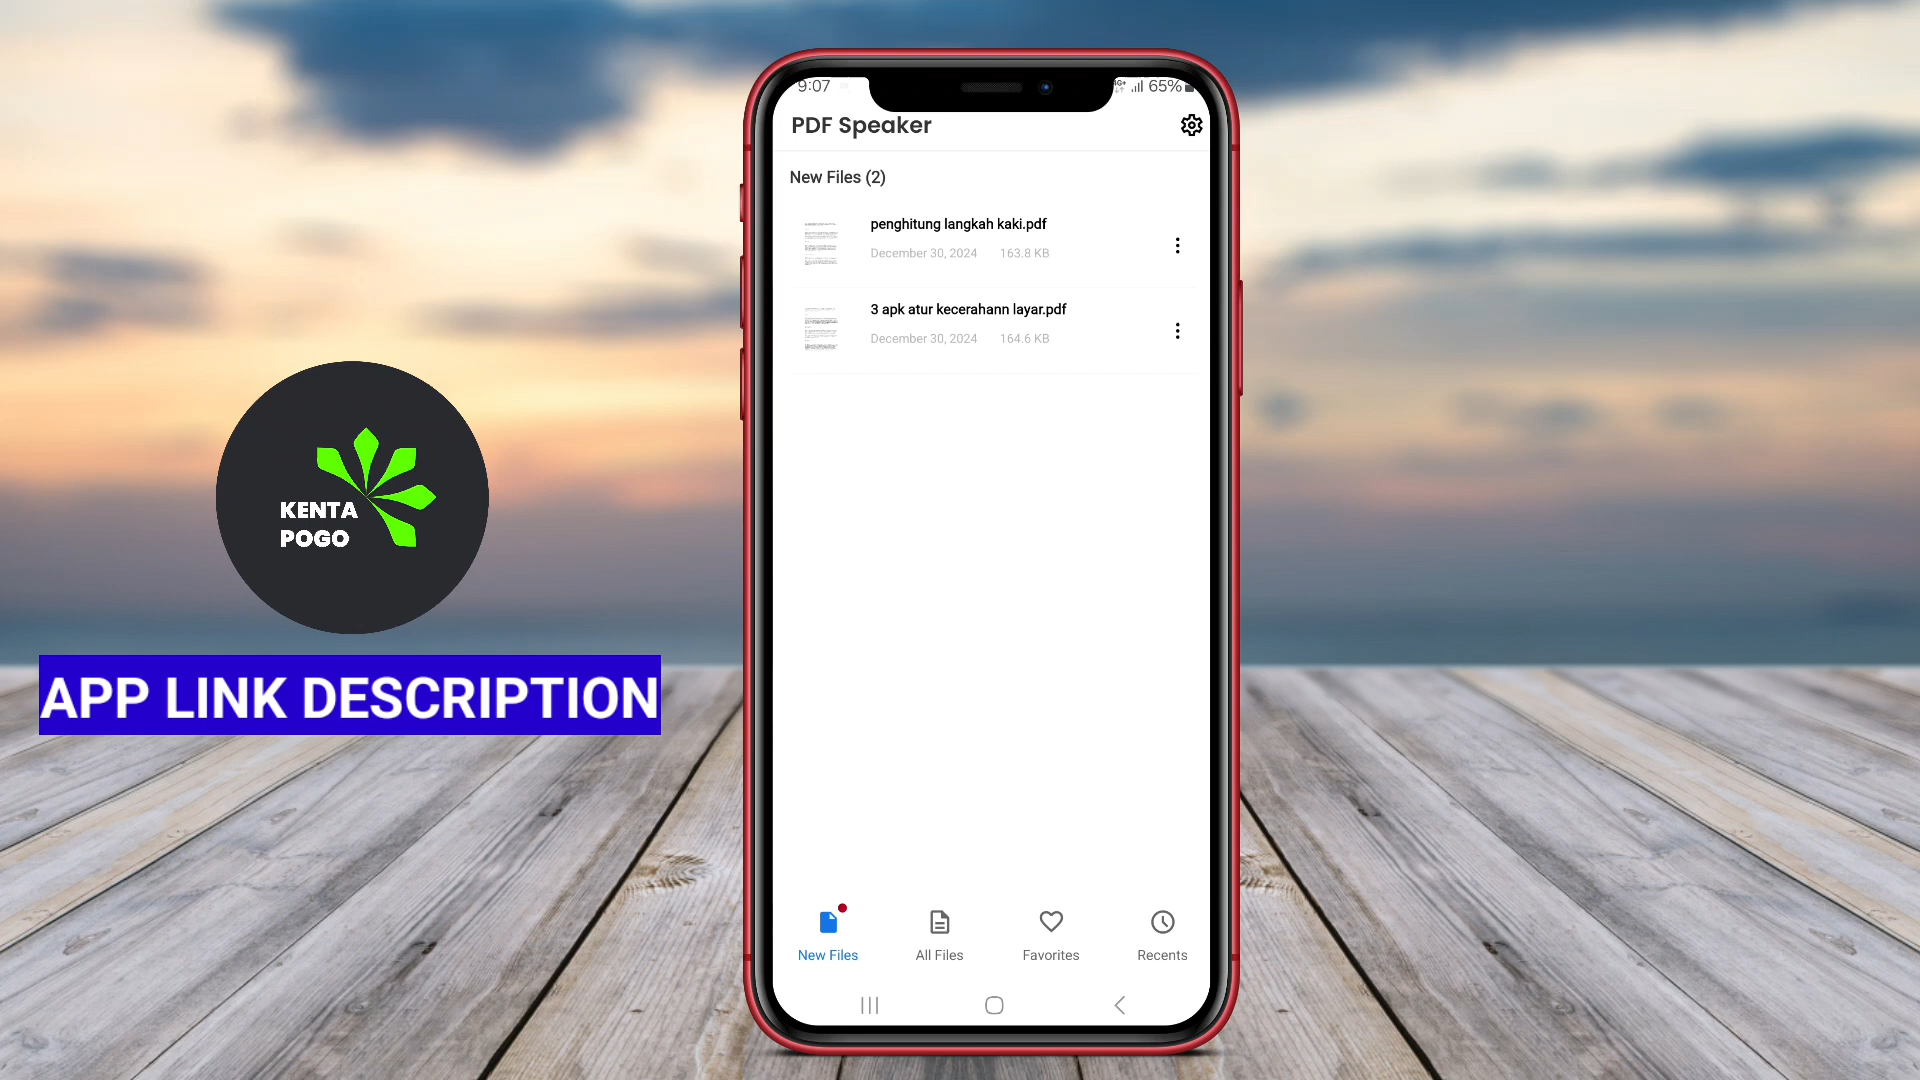 9:07
65%
PDF Speaker
New Files (2)
penghitung langkah kaki.pdf
December 30, 2024 163.8 KB
3 apk atur kecerahann layar.pdf
December 30, 2024 164.6 KB
KENTA
POGO
APP LINK DESCRIPTION
New Files
All Files
Favorites
Recents